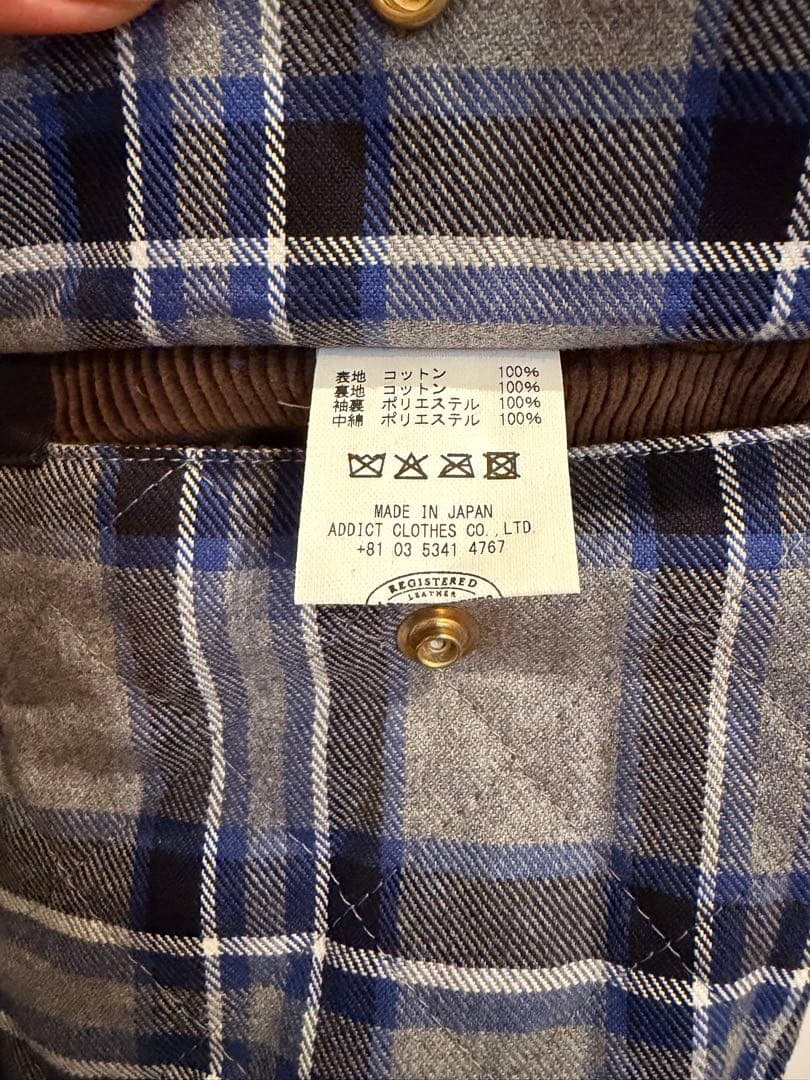 表地 コットン 100%
裏地 コットン 100%
袖裏 ポリエステル 100%
中綿 ポリエステル 100%
MADE IN JAPAN
ADDICT CLOTHES CO.,LTD.
+81 03 5341 4767
REGISTERED
LEATHER